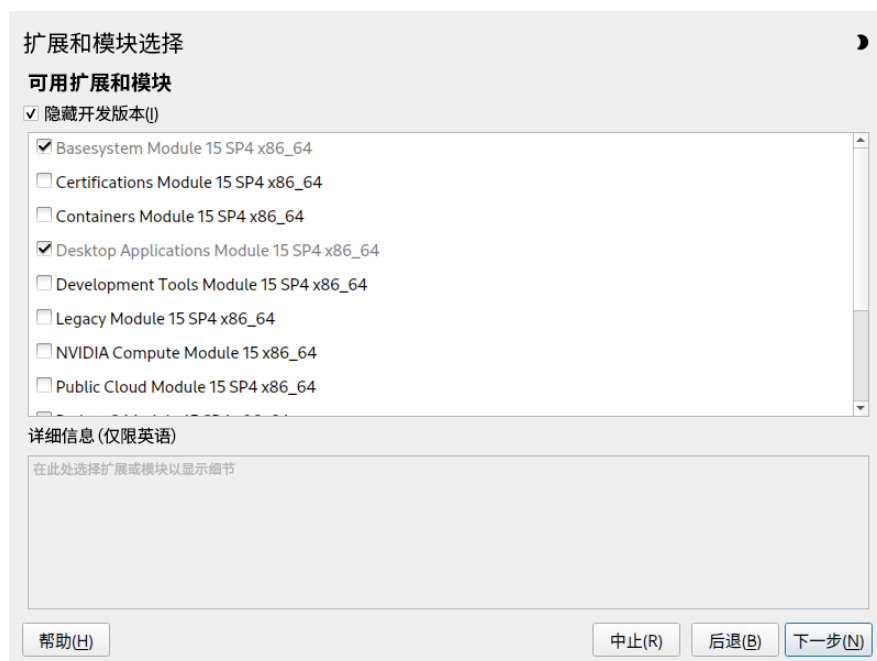 扩展和模块选择
可用扩展和模块
隐藏开发版本(I)
Basesystem Module 15 SP4 x86_64
Certifications Module 15 SP4 x86_64
Containers Module 15 SP4 x86_64
Desktop Applications Module 15 SP4 x86_64
Development Tools Module 15 SP4 x86_64
Legacy Module 15 SP4 x86_64
NVIDIA Compute Module 15 x86_64
Public Cloud Module 15 SP4 x86_64
详细信息(仅限英语)
在此处选择扩展或模块以显示细节
帮助(H) 中止(R) 后退(B) 下一步(N)